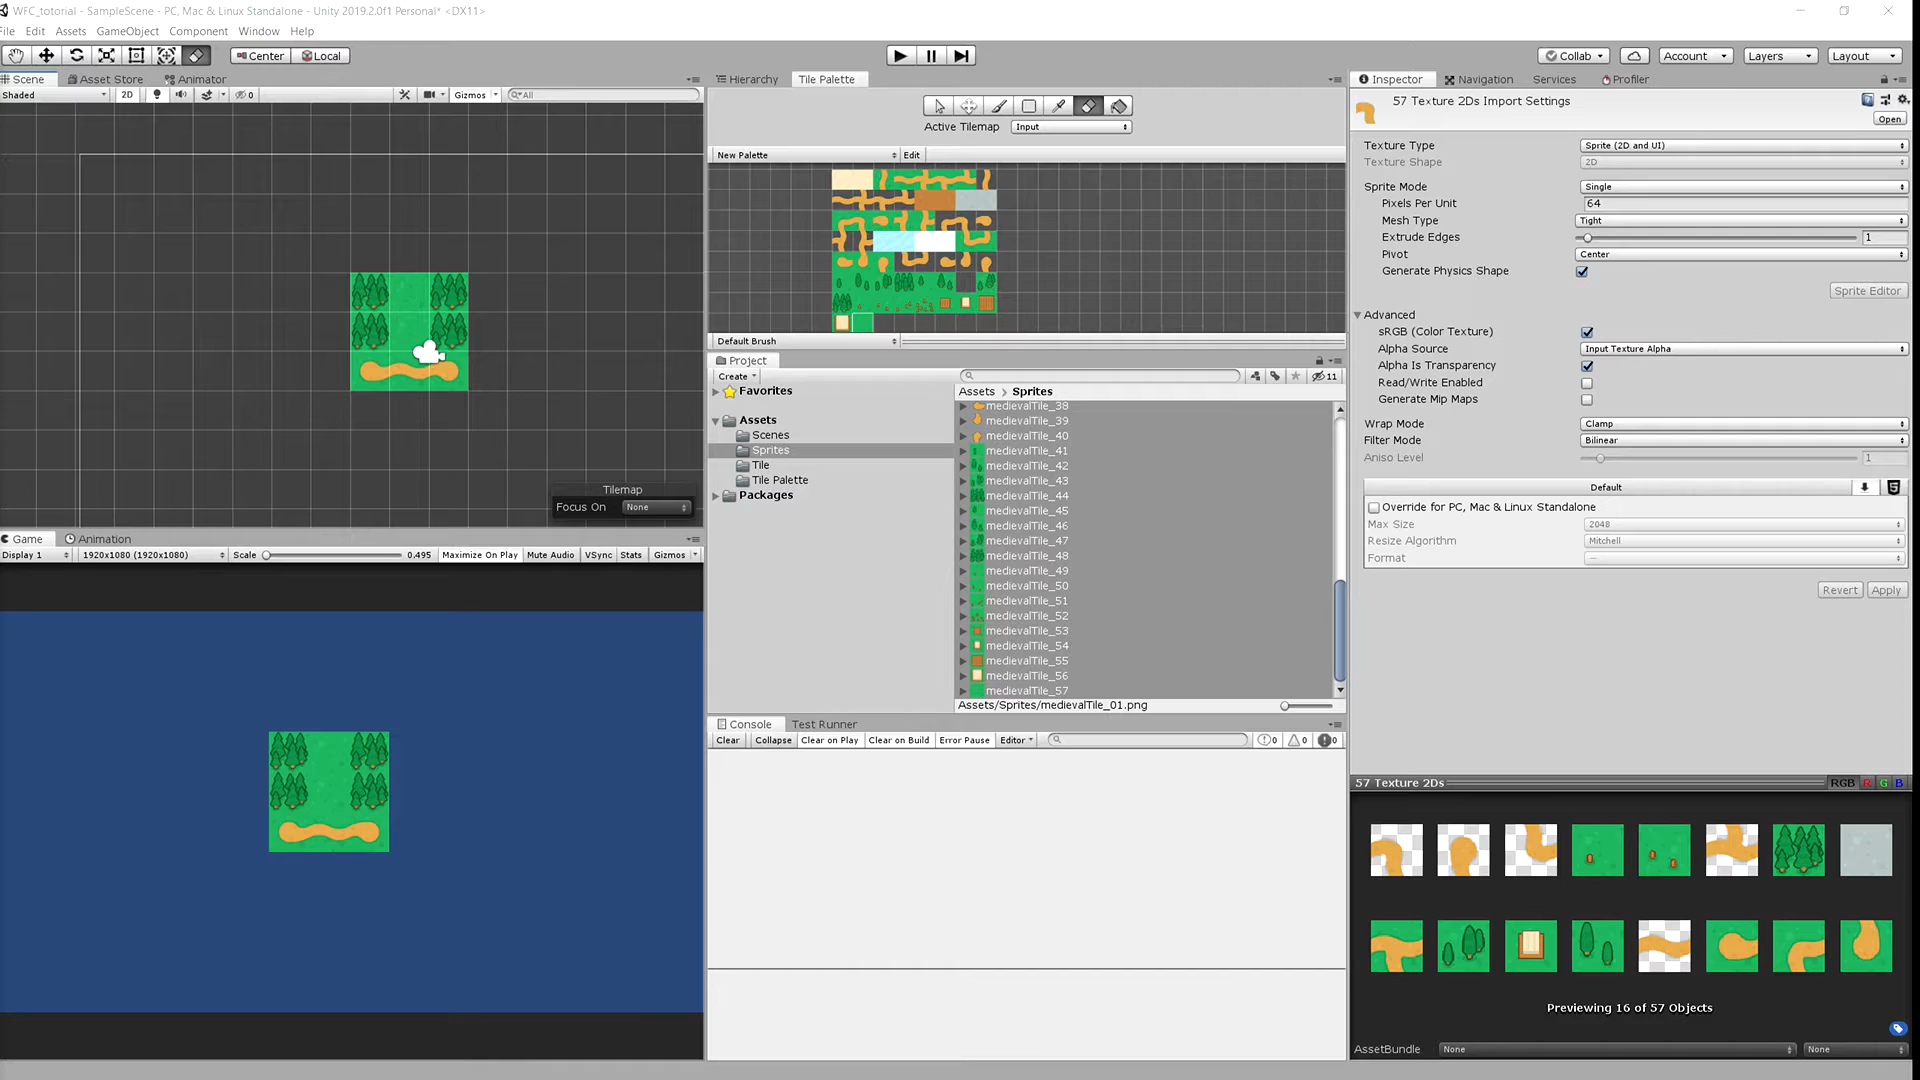 WFC_totorial - SampleScene - PC, Mac & Linux Standalone - Unity 2019.2.0f1 Personal* <DX11>
File Edit Assets GameObject Component Window Help
Center Local
Collab Account Layers Layout
Scene Asset Store Animator
Shaded 2D 0 Gizmos All
Tilemap
Focus On None
Game Animation
Display 1 1920x1080 (1920x1080) Scale 0.495 Maximize On Play Mute Audio VSync Stats Gizmos
Hierarchy Tile Palette
Active Tilemap Input
New Palette Edit
Default Brush
Project
Create 11
Favorites
Assets
Scenes
Sprites
Tile
Tile Palette
Packages
Assets > Sprites
medievalTile_38
medievalTile_39
medievalTile_40
medievalTile_41
medievalTile_42
medievalTile_43
medievalTile_44
medievalTile_45
medievalTile_46
medievalTile_47
medievalTile_48
medievalTile_49
medievalTile_50
medievalTile_51
medievalTile_52
medievalTile_53
medievalTile_54
medievalTile_55
medievalTile_56
medievalTile_57
Assets/Sprites/medievalTile_01.png
Console Test Runner
Clear Collapse Clear on Play Clear on Build Error Pause Editor 0 0 0
Inspector Navigation Services Profiler
57 Texture 2Ds Import Settings
Open
Texture Type Sprite (2D and UI)
Texture Shape 2D
Sprite Mode Single
Pixels Per Unit 64
Mesh Type Tight
Extrude Edges 1
Pivot Center
Generate Physics Shape
Sprite Editor
Advanced
sRGB (Color Texture)
Alpha Source Input Texture Alpha
Alpha Is Transparency
Read/Write Enabled
Generate Mip Maps
Wrap Mode Clamp
Filter Mode Bilinear
Aniso Level 1
Default
Override for PC, Mac & Linux Standalone
Max Size 2048
Resize Algorithm Mitchell
Format —
Revert Apply
57 Texture 2Ds RGB R G B
Previewing 16 of 57 Objects
AssetBundle None None